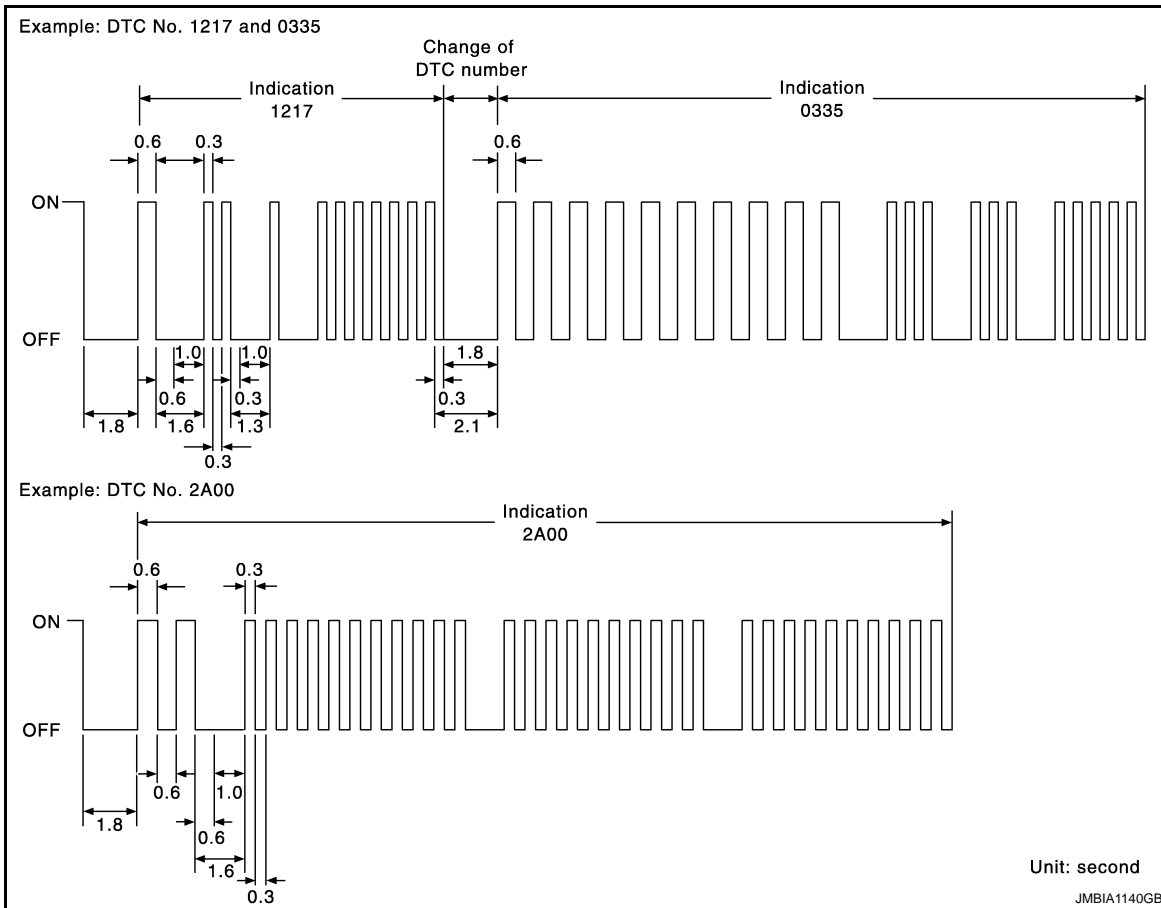 Example: DTC No. 1217 and 0335
Change of
DTC number
Indication
1217
Indication
0335
0.6
0.3
0.6
ON
OFF
1.0
1.0
1.8
0.6
0.3
0.3
1.8
1.6
1.3
2.1
0.3
Example: DTC No. 2A00
Indication
2A00
0.6
0.3
ON
OFF
0.6
1.0
1.8
0.6
1.6
0.3
Unit: second
JMBIA1140GB